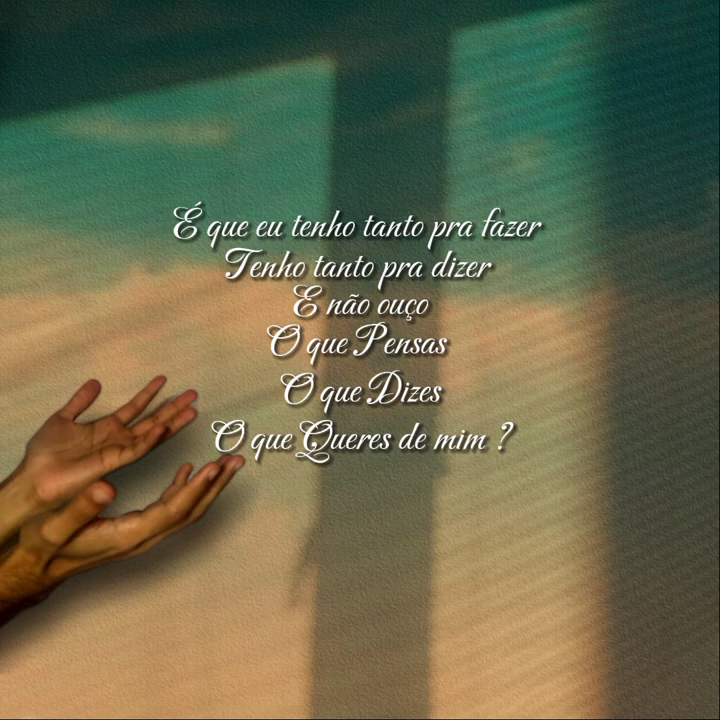 É que eu tenho tanto pra fazer
Tenho tanto pra dizer
E não ouço
O que Pensas
O que Dizes
O que Queres de mim ?